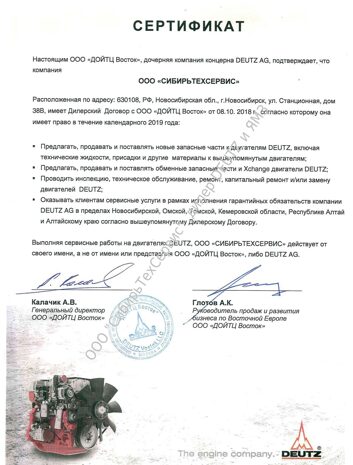 СЕРТИФИКАТ
Настоящим ООО «ДОЙТЦ Восток», дочерняя компания концерна DEUTZ AG, подтверждает, что
компания
ООО «СИБИРЬТЕХСЕРВИС»
Расположенная по адресу: 630108, РФ, Новосибирская обл., г.Новосибирск, ул. Станционная, дом
38В, имеет Дилерский Договор с ООО «ДОЙТЦ Восток» от 08.10. 2018 г., согласно которому она
имеет право в течение календарного 2019 года:
• Предлагать, продавать и поставлять новые запасные части к двигателям DEUTZ, включая
технические жидкости, присадки и другие материалы к вышеупомянутым двигателям;
• Предлагать, продавать и поставлять обменные запасные части и Xchange двигатели DEUTZ;
• Проводить инспекцию, техническое обслуживание, ремонт, капитальный ремонт и/или замену
двигателей DEUTZ;
• Оказывать клиентам сервисные услуги в рамках исполнения гарантийных обязательств компании
DEUTZ AG в пределах Новосибирской, Омской, Томской, Кемеровской области, Республика Алтай
и Алтайскому краю согласно вышеупомянутому Дилерскому Договору.
Выполняя сервисные работы на двигателях DEUTZ, ООО «СИБИРЬТЕХСЕРВИС» действует от
своего имени, а не от имени или представляя ООО «ДОЙТЦ Восток», либо DEUTZ AG.
Калачик А.В.
Генеральный директор
ООО «ДОЙТЦ Восток»
Глотов А.К.
Руководитель продаж и развития
бизнеса по Восточной Европе
ООО «ДОЙТЦ Восток»
DEUTZ Vostok LLC
The engine company.
DEUTZ